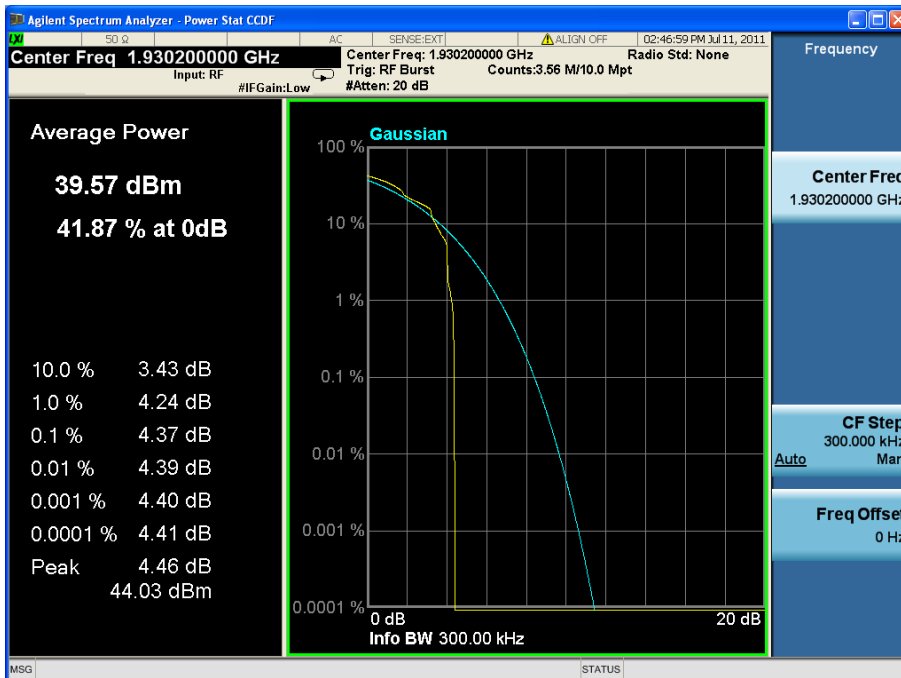 Agilent Spectrum Analyzer - Power Stat CCDF
LXI 50 Ω AC SENSE:EXT ALIGN OFF 02:46:59 PM Jul 11, 2011
Center Freq 1.930200000 GHz
Input: RF
#IFGain:Low
Center Freq: 1.930200000 GHz Radio Std: None
Trig: RF Burst Counts:3.56 M/10.0 Mpt
#Atten: 20 dB
Average Power
39.57 dBm
41.87 % at 0dB
10.0 % 3.43 dB
1.0 % 4.24 dB
0.1 % 4.37 dB
0.01 % 4.39 dB
0.001 % 4.40 dB
0.0001 % 4.41 dB
Peak 4.46 dB
44.03 dBm
Gaussian
100 %
10 %
1 %
0.1 %
0.01 %
0.001 %
0.0001 %
0 dB 20 dB
Info BW 300.00 kHz
Frequency
Center Freq
1.930200000 GHz
CF Step
300.000 kHz
Auto Man
Freq Offset
0 Hz
MSG STATUS